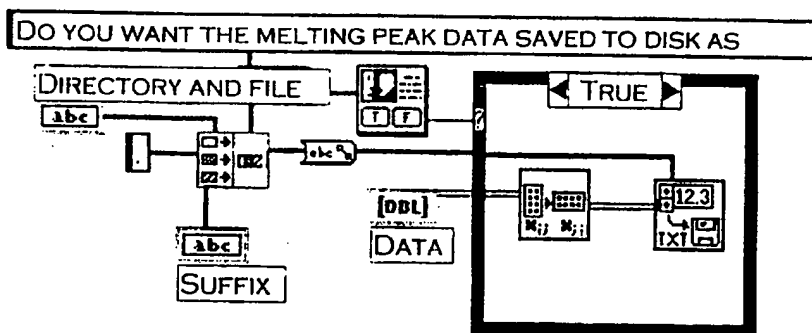 DO YOU WANT THE MELTING PEAK DATA SAVED TO DISK AS
DIRECTORY AND FILE
TRUE
abc
T F
?
.
abc
12.3
[DBL]
TXT
abc
DATA
SUFFIX